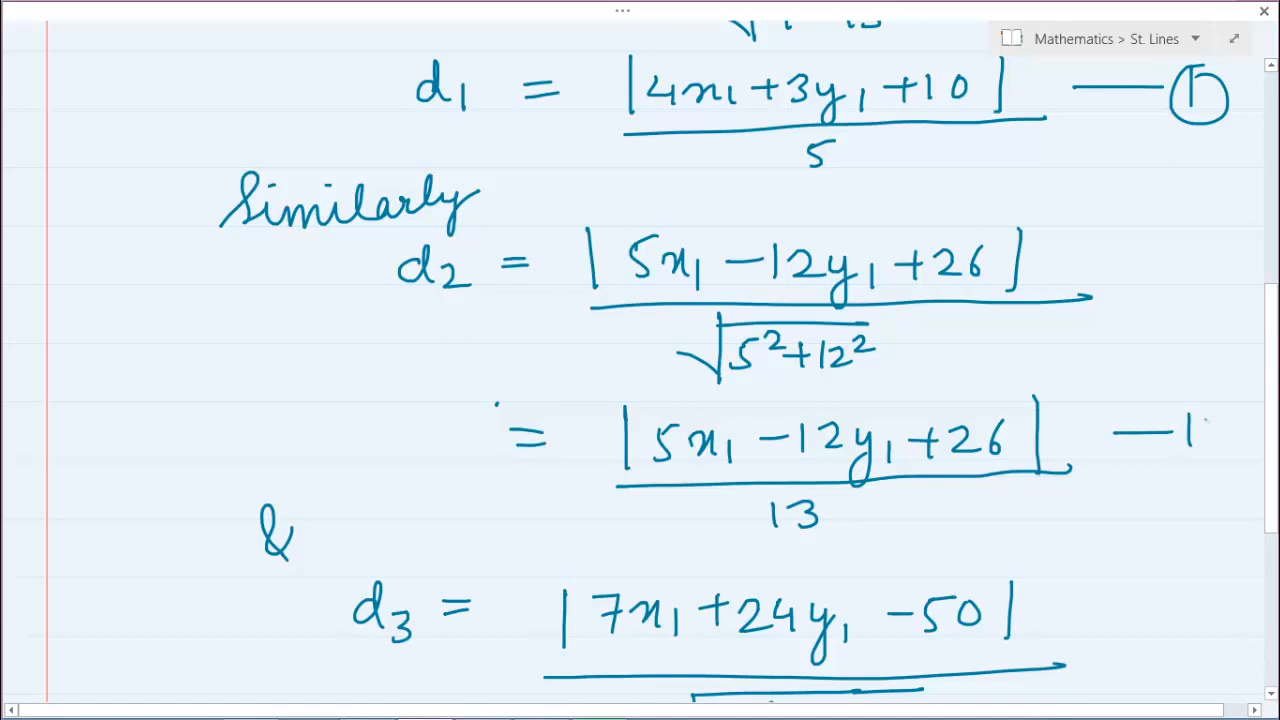 Mathematics > St. Lines
d₁ = |4x₁ + 3y₁ + 10| / 5 — ①
Similarly
d₂ = |5x₁ - 12y₁ + 26| / √(5² + 12²)
= |5x₁ - 12y₁ + 26| / 13 — 1
&
d₃ = |7x₁ + 24y₁ - 50|